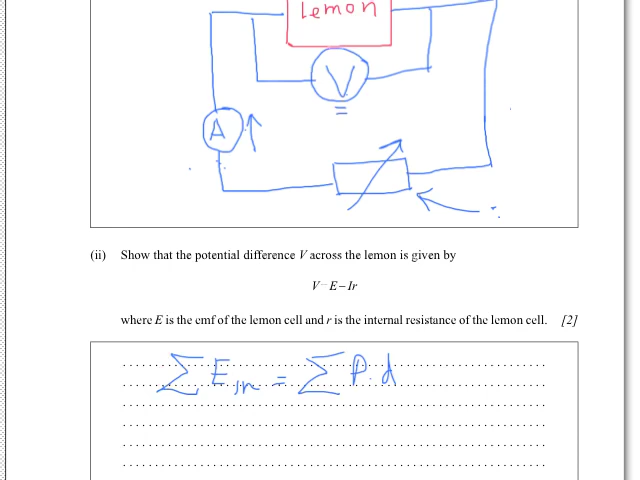 Lemon
V
A
(ii) Show that the potential difference V across the lemon is given by
V=E–Ir
where E is the emf of the lemon cell and r is the internal resistance of the lemon cell. [2]
∑ E in = ∑ P.d